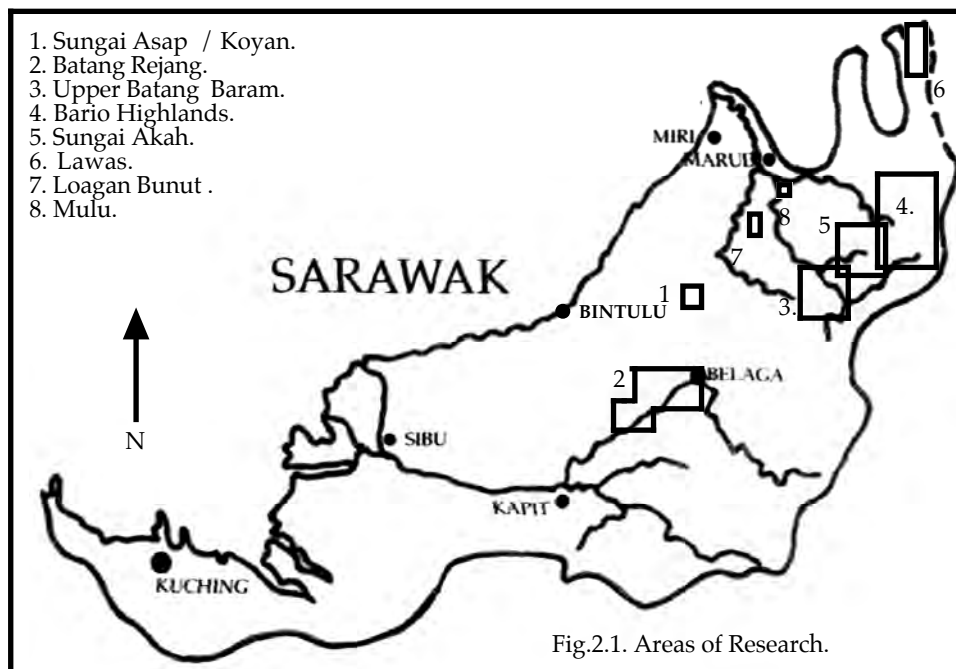 1. Sungai Asap / Koyan.
2. Batang Rejang.
3. Upper Batang Baram.
4. Bario Highlands.
5. Sungai Akah.
6. Lawas.
7. Loagan Bunut .
8. Mulu.
6
MIRI
MARUDI
8
4.
5
7
SARAWAK
1
3.
BINTULU
2
BELAGA
N
SIBU
KAPIT
KUCHING
Fig.2.1. Areas of Research.